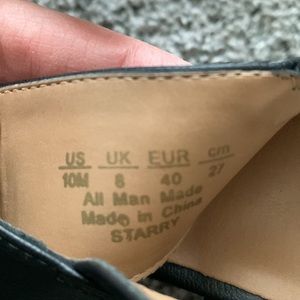 US UK EUR cm
10M 8 40 27
All Man Made
Made in China
STARRY